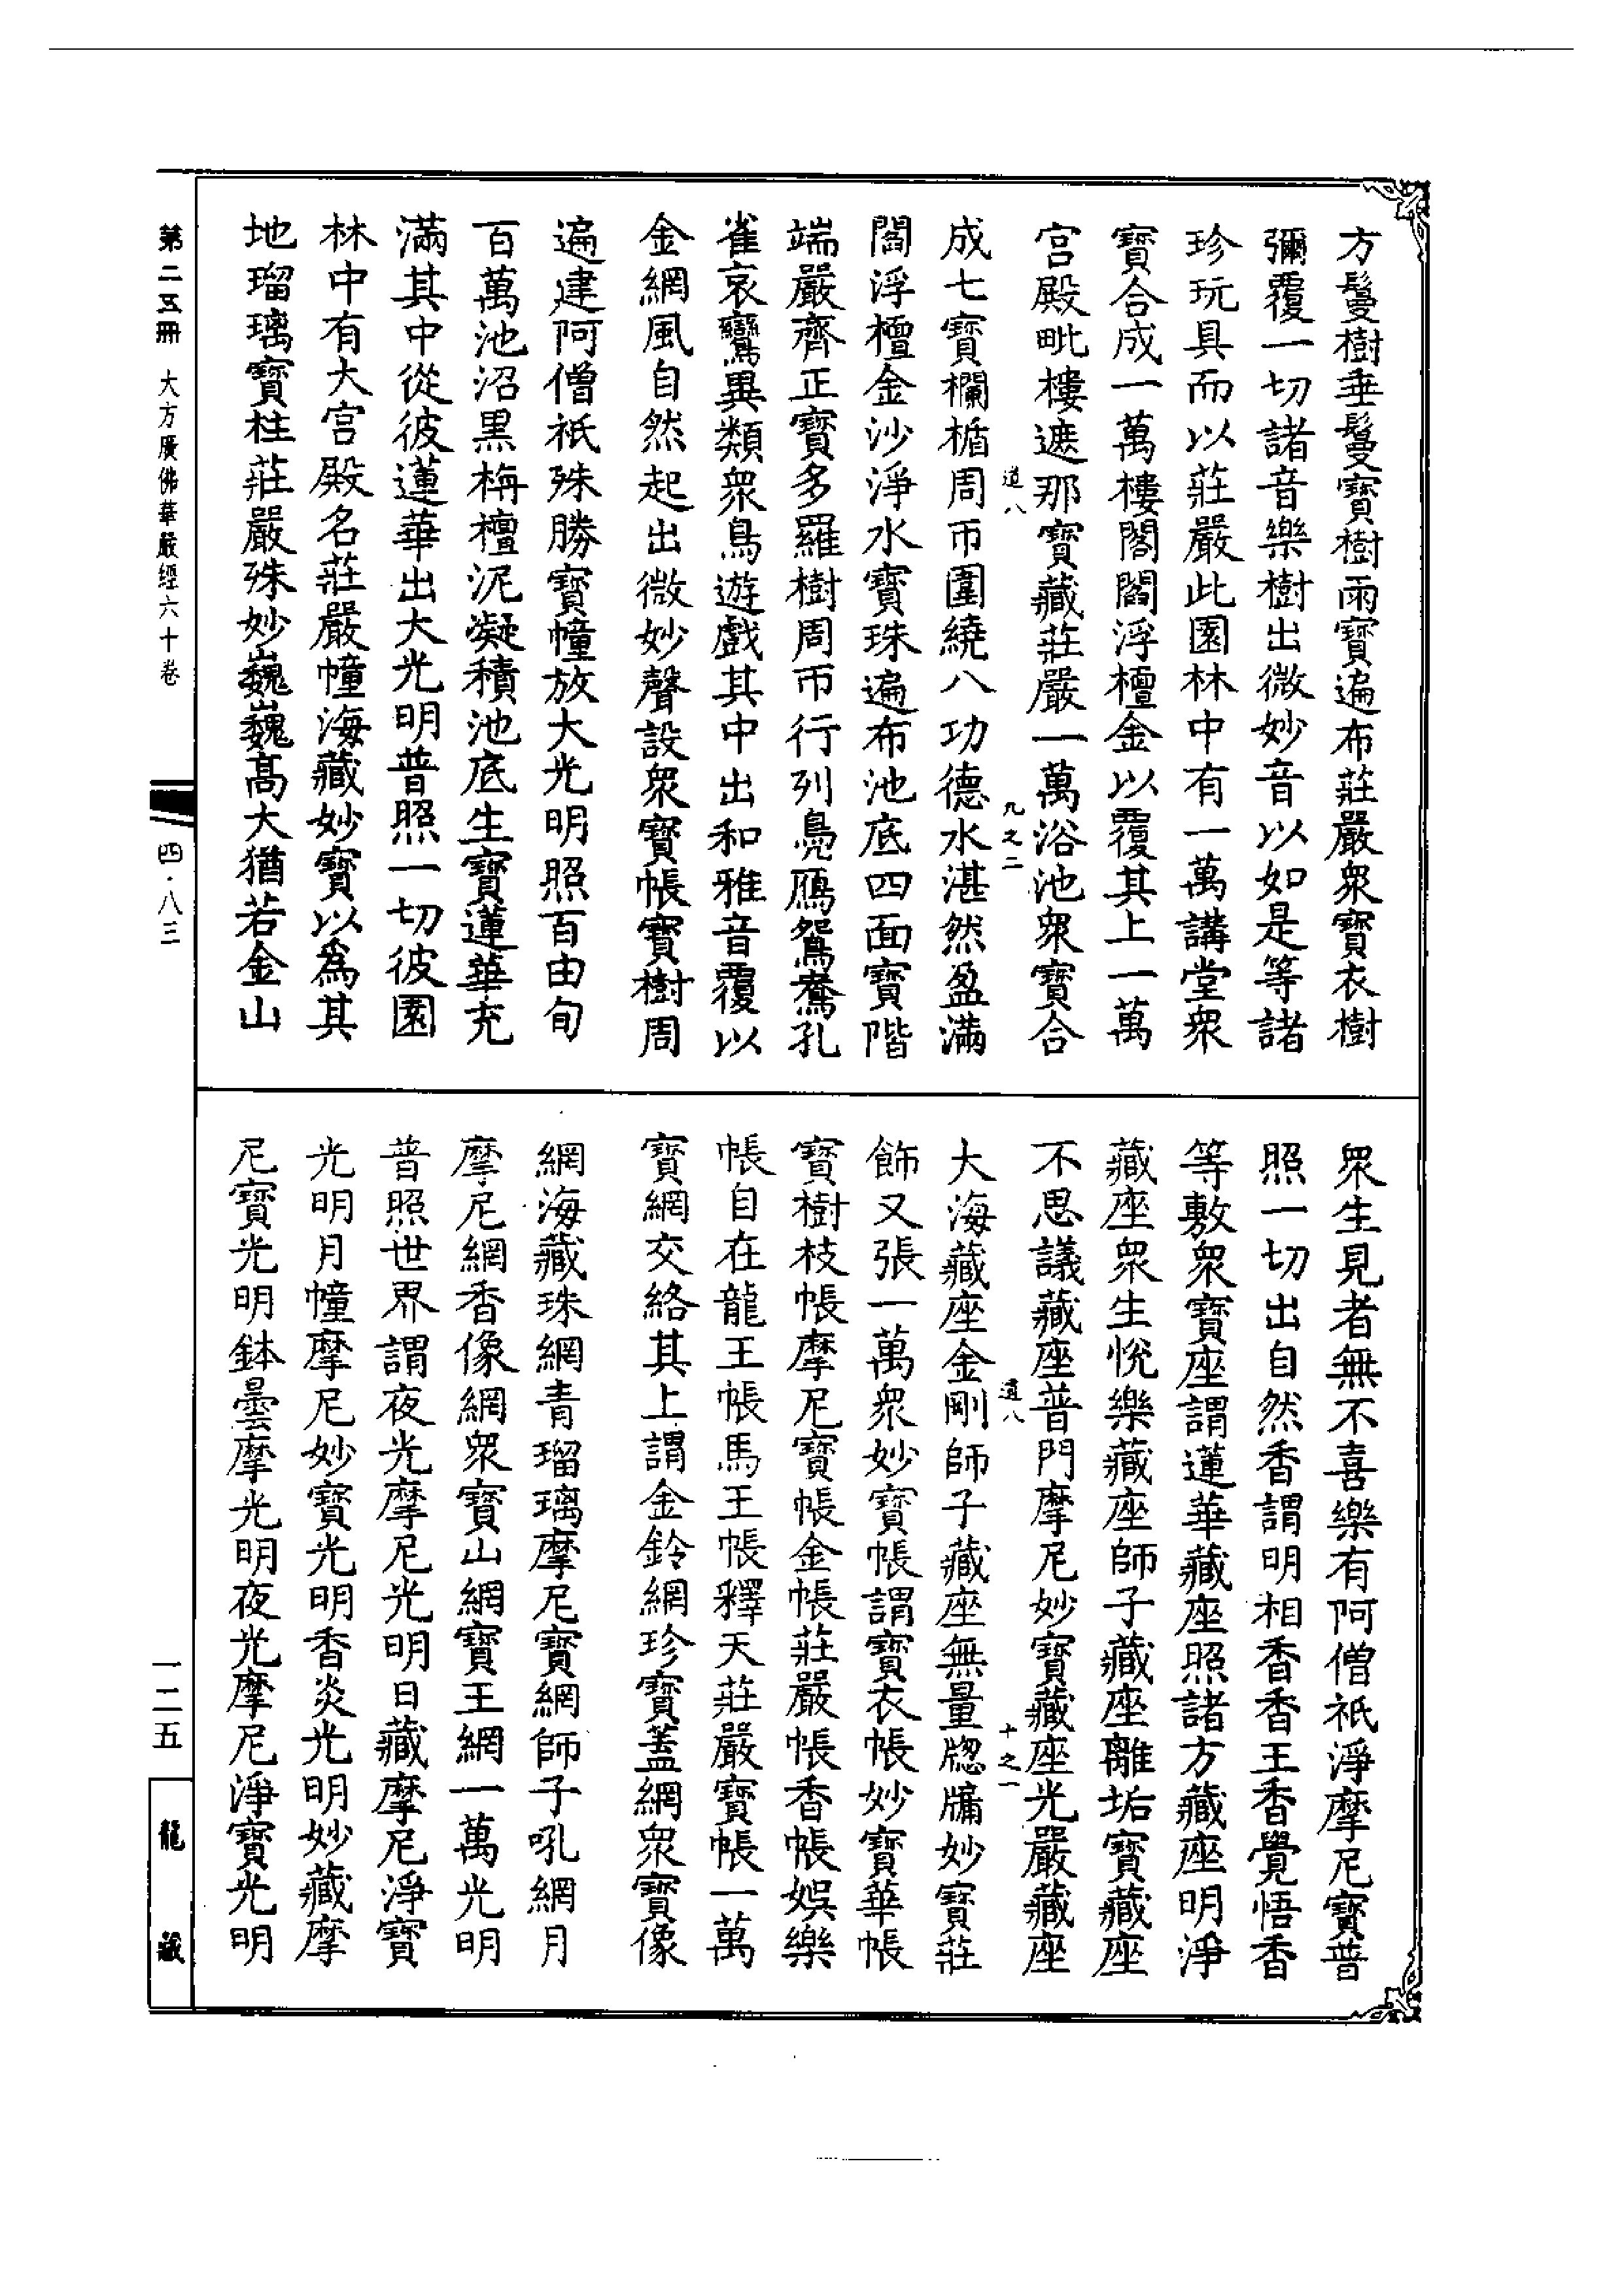 方鬘樹垂鬘寶樹雨寶遍布莊嚴衆寶衣樹
彌覆一切諸音樂樹出微妙音以如是等諸
珍玩具而以莊嚴此園林中有一萬講堂衆
寶合成一萬樓閣閻浮檀金以覆其上一萬
宮殿毗樓遮那寶藏莊嚴一萬浴池衆寶合
道八 九之二
成七寶欄楯周帀圍繞八功德水湛然盈滿
閻浮檀金沙淨水寶珠遍布池底四面寶階
端嚴齊正寶多羅樹周帀行列鳧鴈鴛鴦孔
雀哀鸞異類衆鳥遊戲其中出和雅音覆以
金網風自然起出微妙聲設衆寶帳寶樹周
遍建阿僧祇殊勝寶幢放大光明照百由旬
百萬池沼黑栴檀泥凝積池底生寶蓮華充
滿其中從彼蓮華出大光明普照一切彼園
林中有大宮殿名莊嚴幢海藏妙寶以爲其
地瑠璃寶柱莊嚴殊妙巍巍高大猶若金山
衆生見者無不喜樂有阿僧祇淨摩尼寶普
照一切出自然香謂明相香香王香覺悟香
等敷衆寶座謂蓮華藏座照諸方藏座明淨
藏座衆生悅樂藏座師子藏座離垢寶藏座
不思議藏座普門摩尼妙寶藏座光嚴藏座
道八 十之一
大海藏座金剛師子藏座無量牎牖妙寶莊
飾又張一萬衆妙寶帳謂寶衣帳妙寶華帳
寶樹枝帳摩尼寶帳金帳莊嚴帳香帳娛樂
帳自在龍王帳馬王帳釋天莊嚴寶帳一萬
寶網交絡其上謂金鈴網珍寶蓋網衆寶像
網海藏珠網青瑠璃摩尼寶網師子吼網月
摩尼網香像網衆寶山網寶王網一萬光明
普照世界謂夜光摩尼光明日藏摩尼淨寶
光明月幢摩尼妙寶光明香炎光明妙藏摩
尼寶光明鉢曇摩光明夜光摩尼淨寶光明
第二五冊 大方廣佛華嚴經六十卷
四·八三
一二五
龍藏